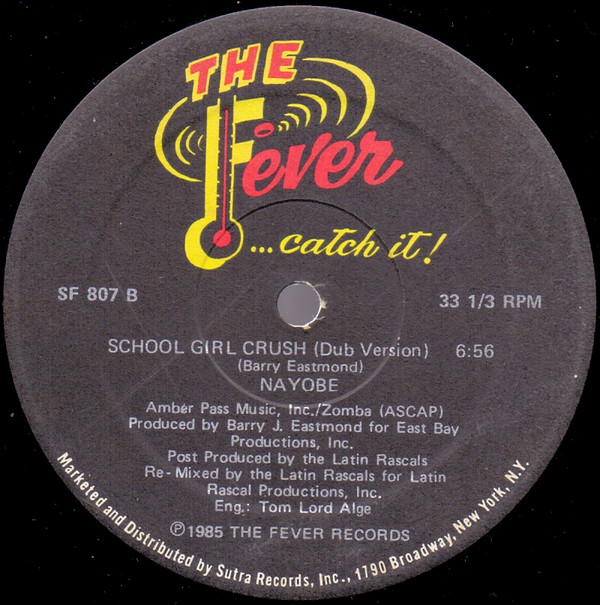 THE
Fever
...catch it!
SF 807 B
33 1/3 RPM
SCHOOL GIRL CRUSH (Dub Version) 6:56
(Barry Eastmond)
NAYOBE
Amber Pass Music, Inc./Zomba (ASCAP)
Produced by Barry J. Eastmond for East Bay
Productions, Inc.
Post Produced by the Latin Rascals
Re-Mixed by the Latin Rascals for Latin
Rascal Productions, Inc.
Eng.: Tom Lord Alge
Ⓟ1985 THE FEVER RECORDS
Marketed and Distributed by Sutra Records, Inc., 1790 Broadway, New York, N.Y.